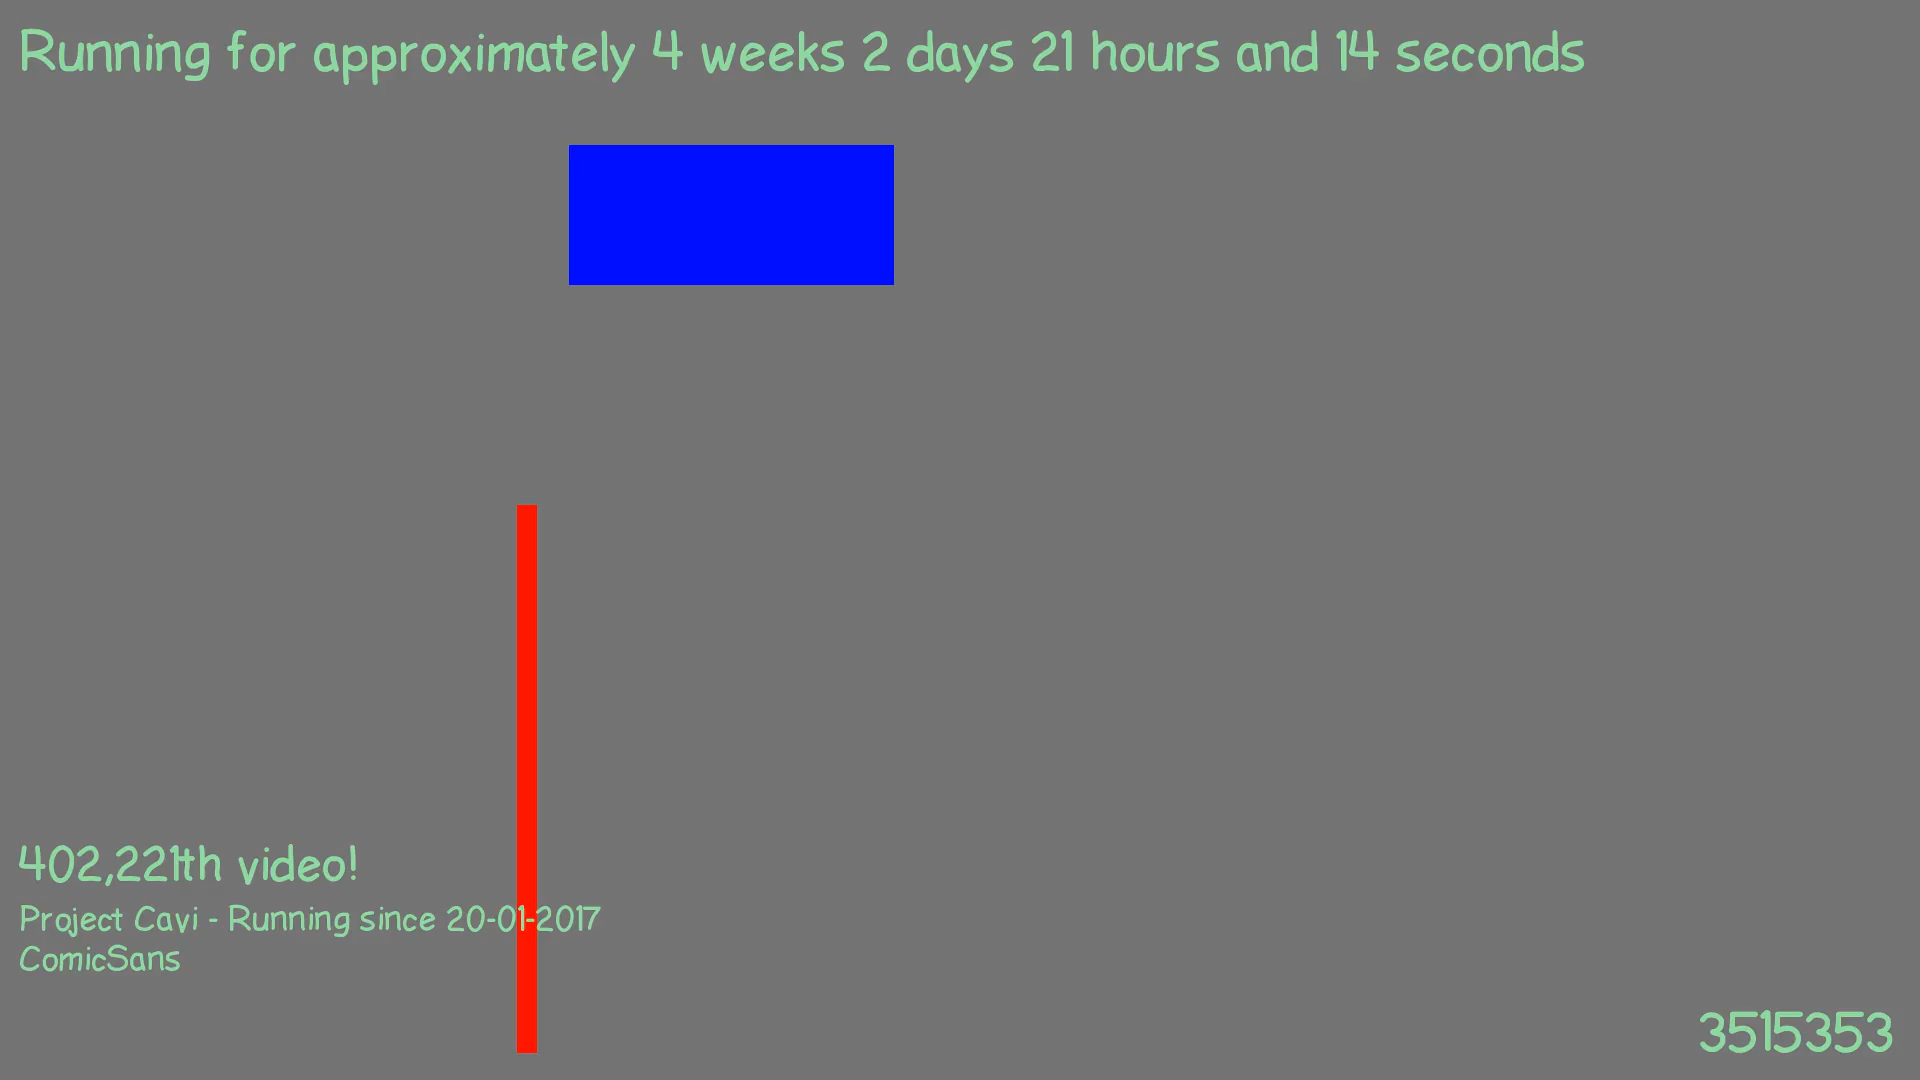 Running for approximately 4 weeks 2 days 21 hours and 14 seconds
402,221th video!
Project Cavi - Running since 20-01-2017
ComicSans
3515353